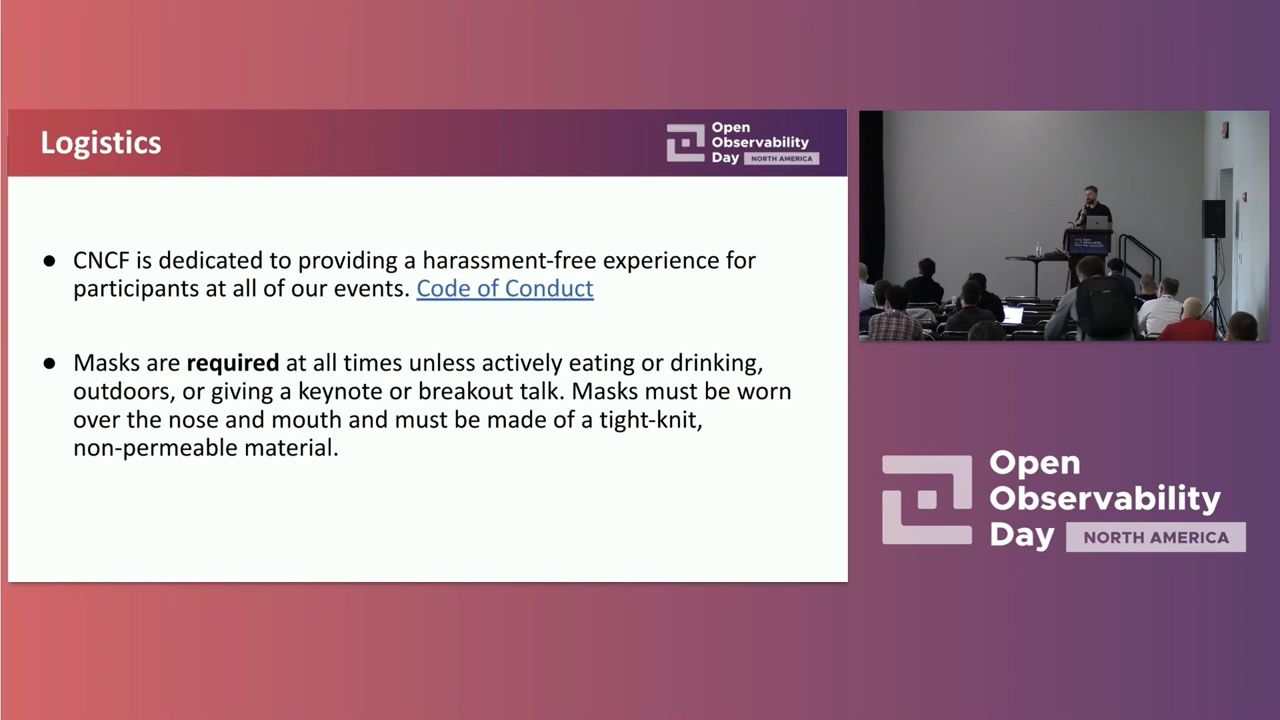 Logistics
Open
Observability
Day NORTH AMERICA
● CNCF is dedicated to providing a harassment-free experience for
participants at all of our events. Code of Conduct
● Masks are required at all times unless actively eating or drinking,
outdoors, or giving a keynote or breakout talk. Masks must be worn
over the nose and mouth and must be made of a tight-knit,
non-permeable material.
Open
Observability
Day NORTH AMERICA